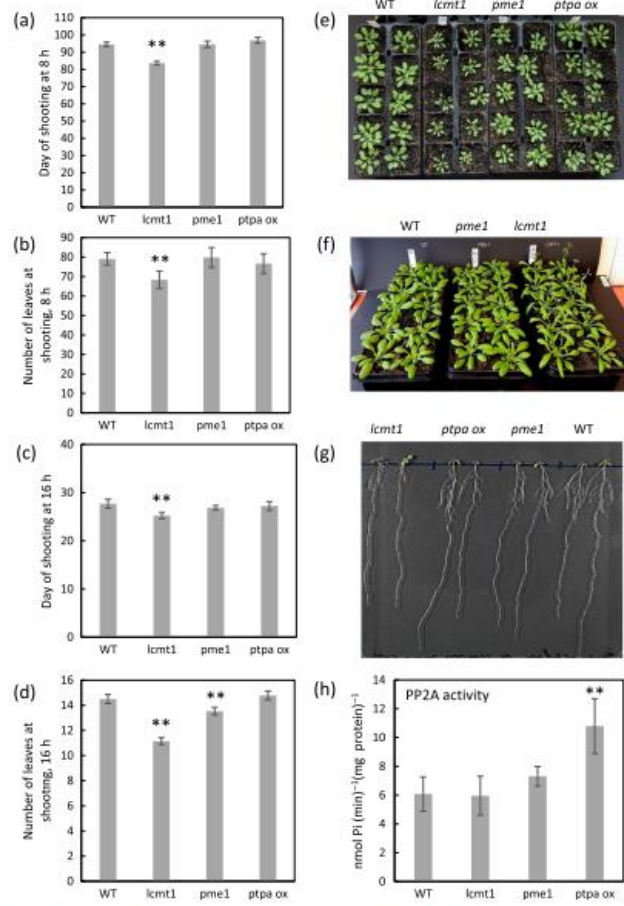 (a)
Day of shooting at 8 h
100
90
80
70
60
50
40
30
20
10
0
**
WT lcmt1 pme1 ptpa ox
(b)
Number of leaves at
shooting, 8 h
90
80
70
60
50
40
30
20
10
0
**
WT lcmt1 pme1 ptpa ox
(c)
Day of shooting at 16 h
40
30
20
10
0
**
WT lcmt1 pme1 ptpa ox
(d)
Number of leaves at
shooting, 16 h
16
14
12
10
8
6
4
2
0
**
**
WT lcmt1 pme1 ptpa ox
(e)
WT lcmt1 pme1 ptpa ox
(f)
WT pme1 lcmt1
(g)
lcmt1 ptpa ox pme1 WT
(h)
PP2A activity
nmol Pi (min)⁻¹(mg protein)⁻¹
14
12
10
8
6
4
2
0
**
WT lcmt1 pme1 ptpa ox